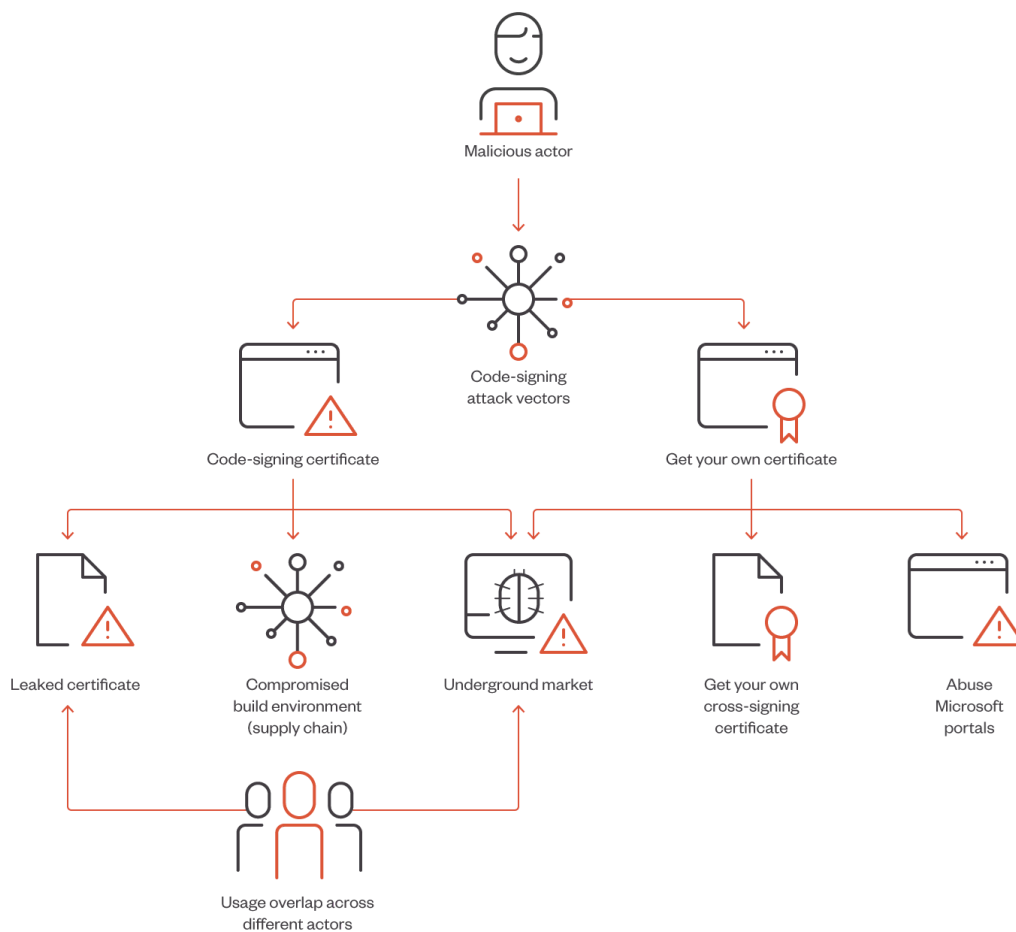 Malicious actor
Code-signing
attack vectors
Code-signing certificate
Get your own certificate
Leaked certificate
Compromised
build environment
(supply chain)
Underground market
Get your own
cross-signing
certificate
Abuse
Microsoft
portals
Usage overlap across
different actors